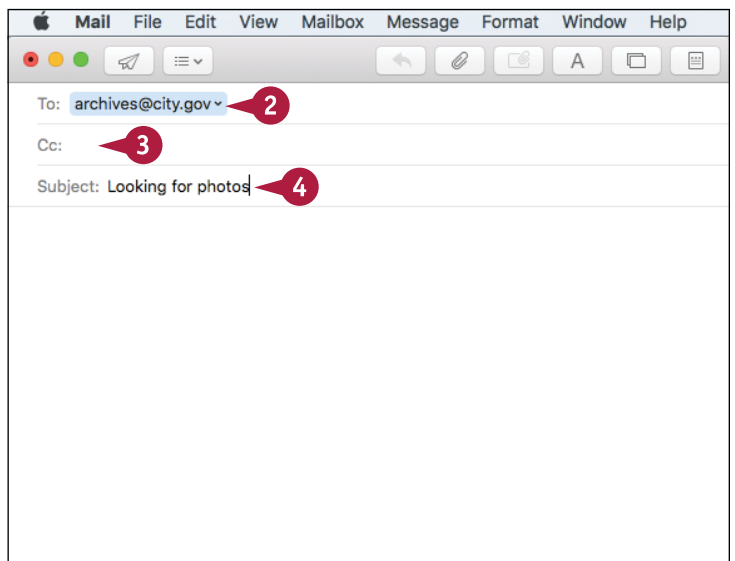 Mail File Edit View Mailbox Message Format Window Help
A
To: archives@city.gov 2
Cc: 3
Subject: Looking for photos 4